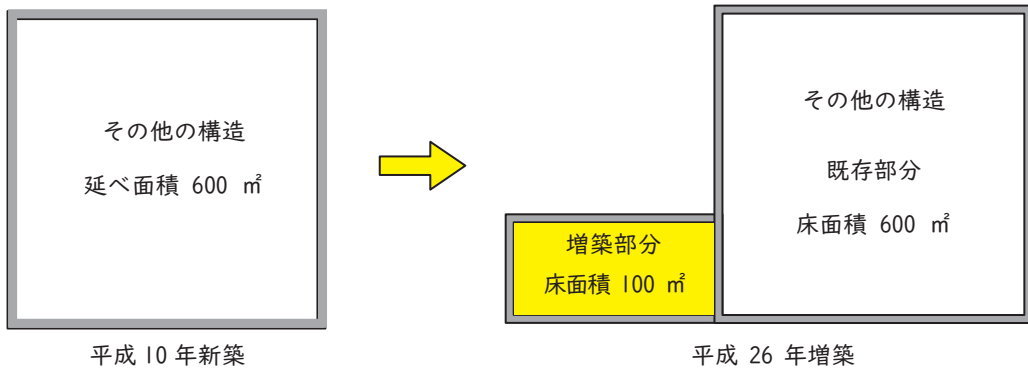 その他の構造
延べ面積 600 ㎡
平成 10 年新築
増築部分
床面積 100 ㎡
その他の構造
既存部分
床面積 600 ㎡
平成 26 年増築